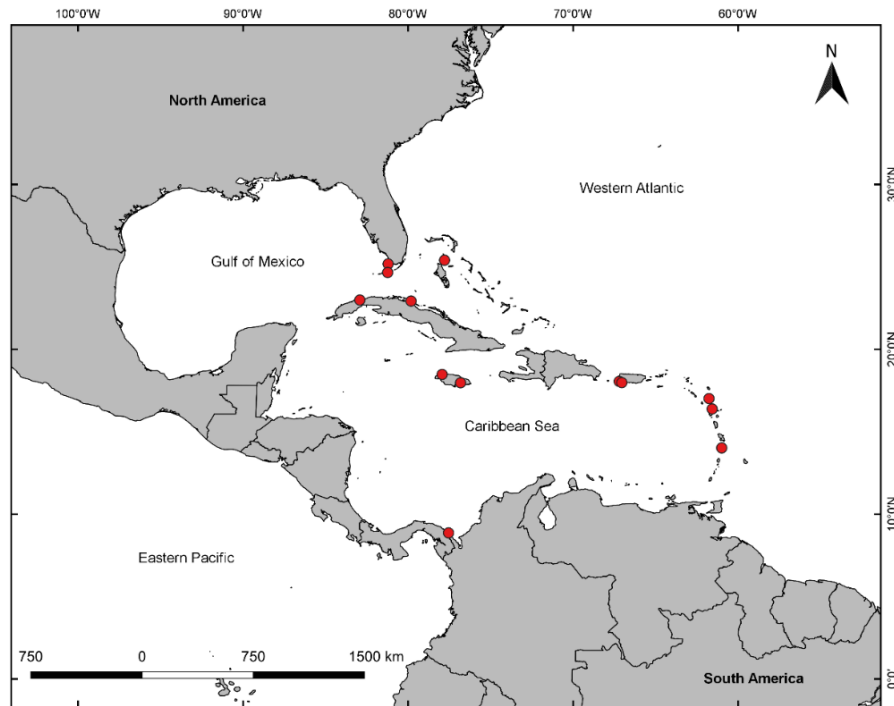 100°0'W 90°0'W 80°0'W 70°0'W 60°0'W
N
North America
30°0'N
Western Atlantic
Gulf of Mexico
20°0'N
Caribbean Sea
10°0'N
Eastern Pacific
750 0 750 1500 km
South America
0°0'N